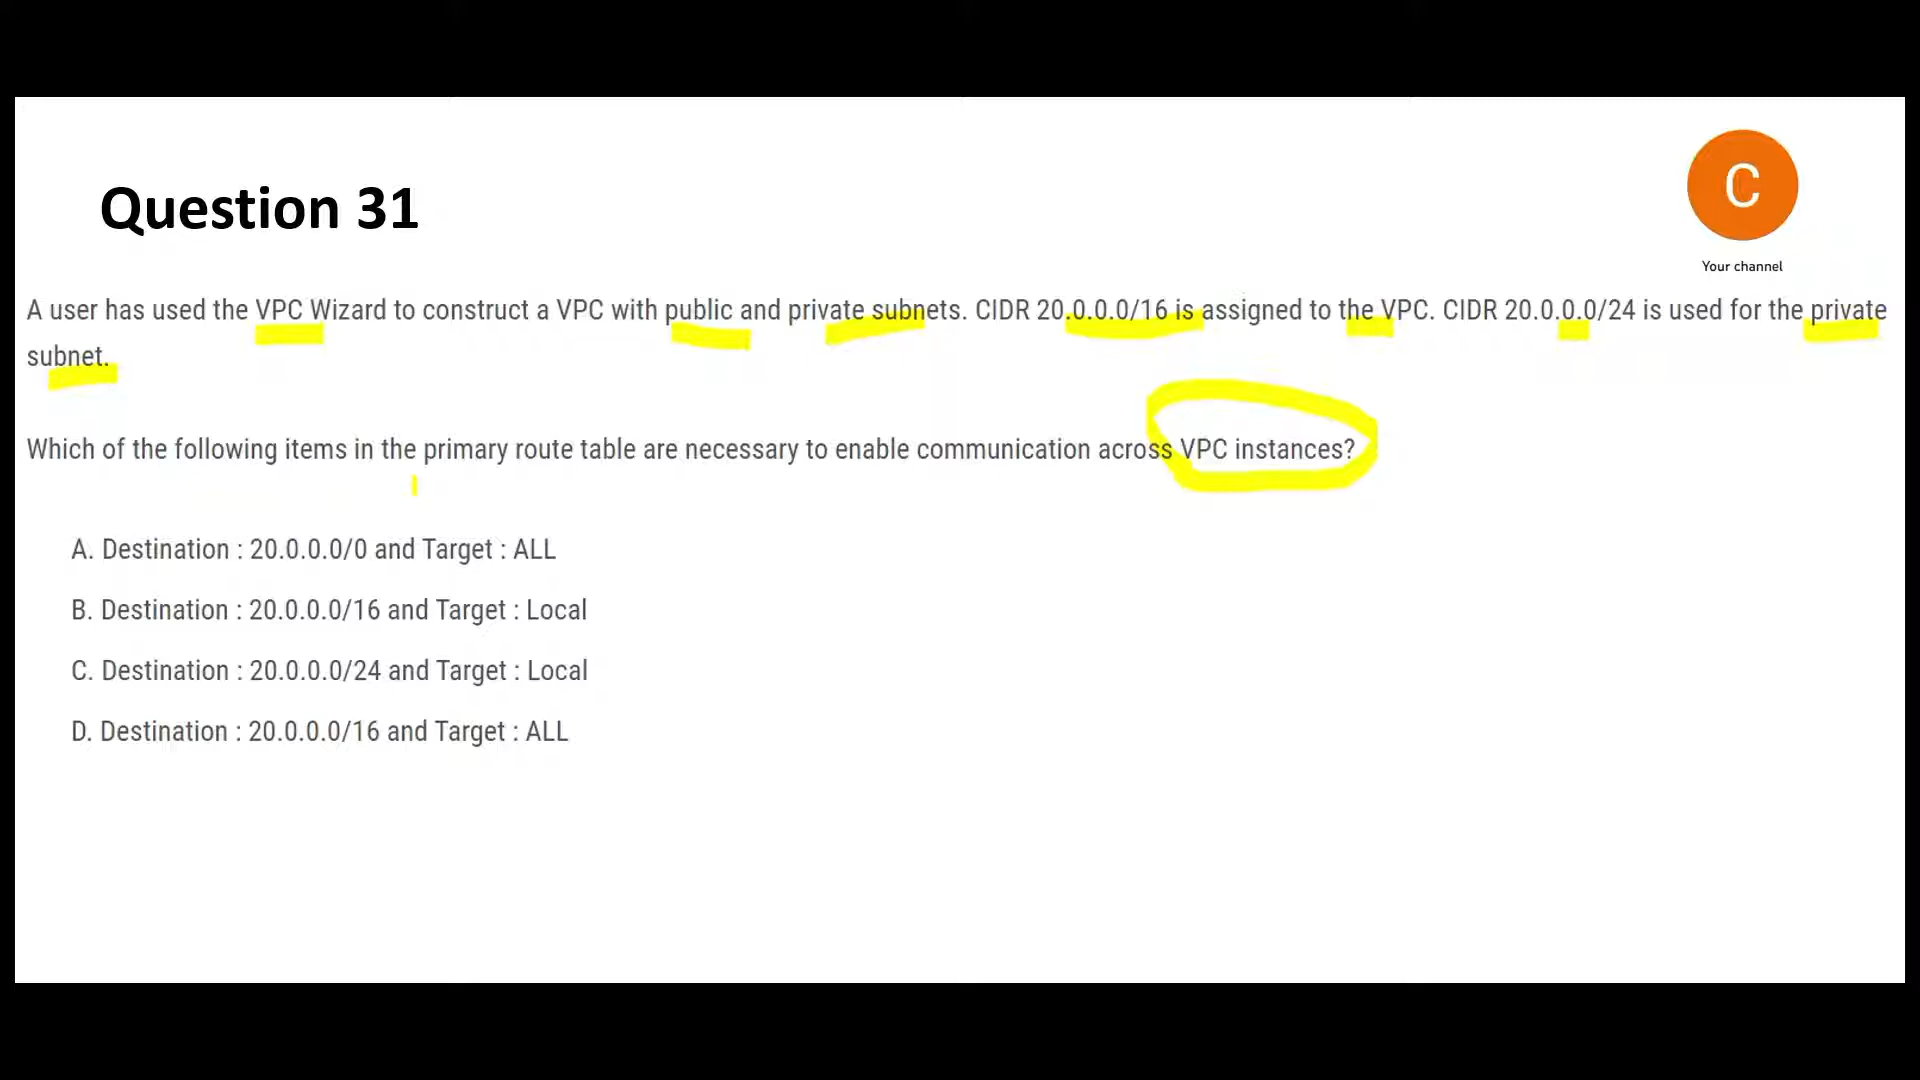 C
Your channel
Question 31
A user has used the VPC Wizard to construct a VPC with public and private subnets. CIDR 20.0.0.0/16 is assigned to the VPC. CIDR 20.0.0.0/24 is used for the private
subnet.
Which of the following items in the primary route table are necessary to enable communication across VPC instances?
A. Destination : 20.0.0.0/0 and Target : ALL
B. Destination : 20.0.0.0/16 and Target : Local
C. Destination : 20.0.0.0/24 and Target : Local
D. Destination : 20.0.0.0/16 and Target : ALL